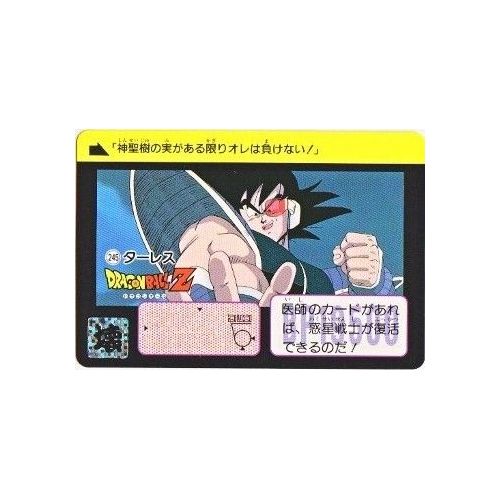 「神聖樹の実がある限りオレは負けない!」
245 ターレス
DRAGONBALL Z
医師のカードがあれ
ば、惑星戦士が復活
できるのだ!